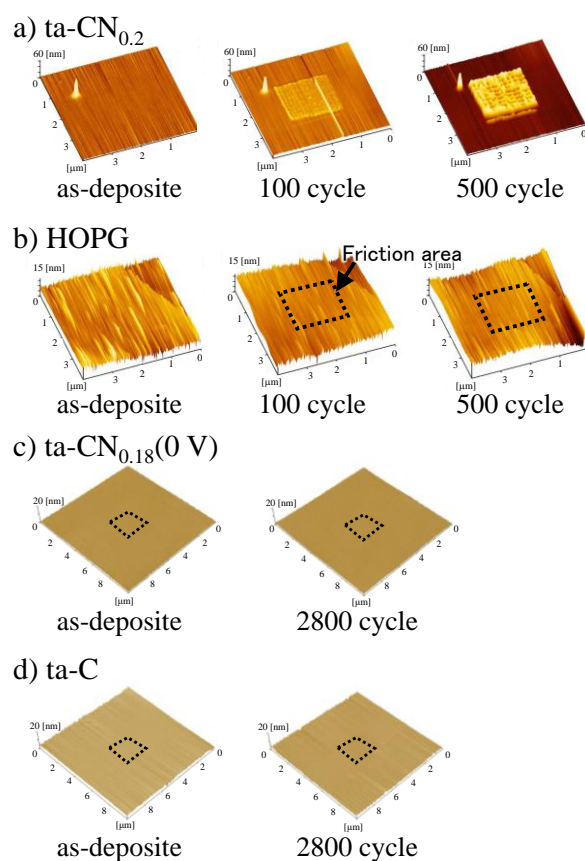 a) ta-CN0.2
60 [nm]
0
1
2
3
[μm]
1
2
3
as-deposite
60 [nm]
0
1
2
3
[μm]
0
1
2
3
100 cycle
60 [nm]
0
1
2
3
[μm]
0
1
2
3
500 cycle
b) HOPG
15 [nm]
0
1
2
3
[μm]
0
1
2
3
as-deposite
Friction area
15 [nm]
0
1
2
3
[μm]
0
1
2
3
100 cycle
15 [nm]
0
1
2
3
[μm]
0
1
2
3
500 cycle
c) ta-CN0.18(0 V)
20 [nm]
0
2
4
6
8
[μm]
0
2
4
6
8
as-deposite
20 [nm]
0
2
4
6
8
[μm]
0
2
4
6
8
2800 cycle
d) ta-C
20 [nm]
0
2
4
6
8
[μm]
0
2
4
6
8
as-deposite
20 [nm]
0
2
4
6
8
[μm]
0
2
4
6
8
2800 cycle